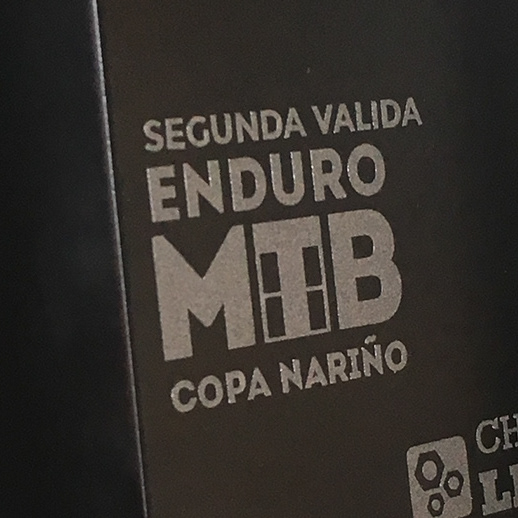 SEGUNDA VALIDA
ENDURO
MTB
COPA NARIÑO